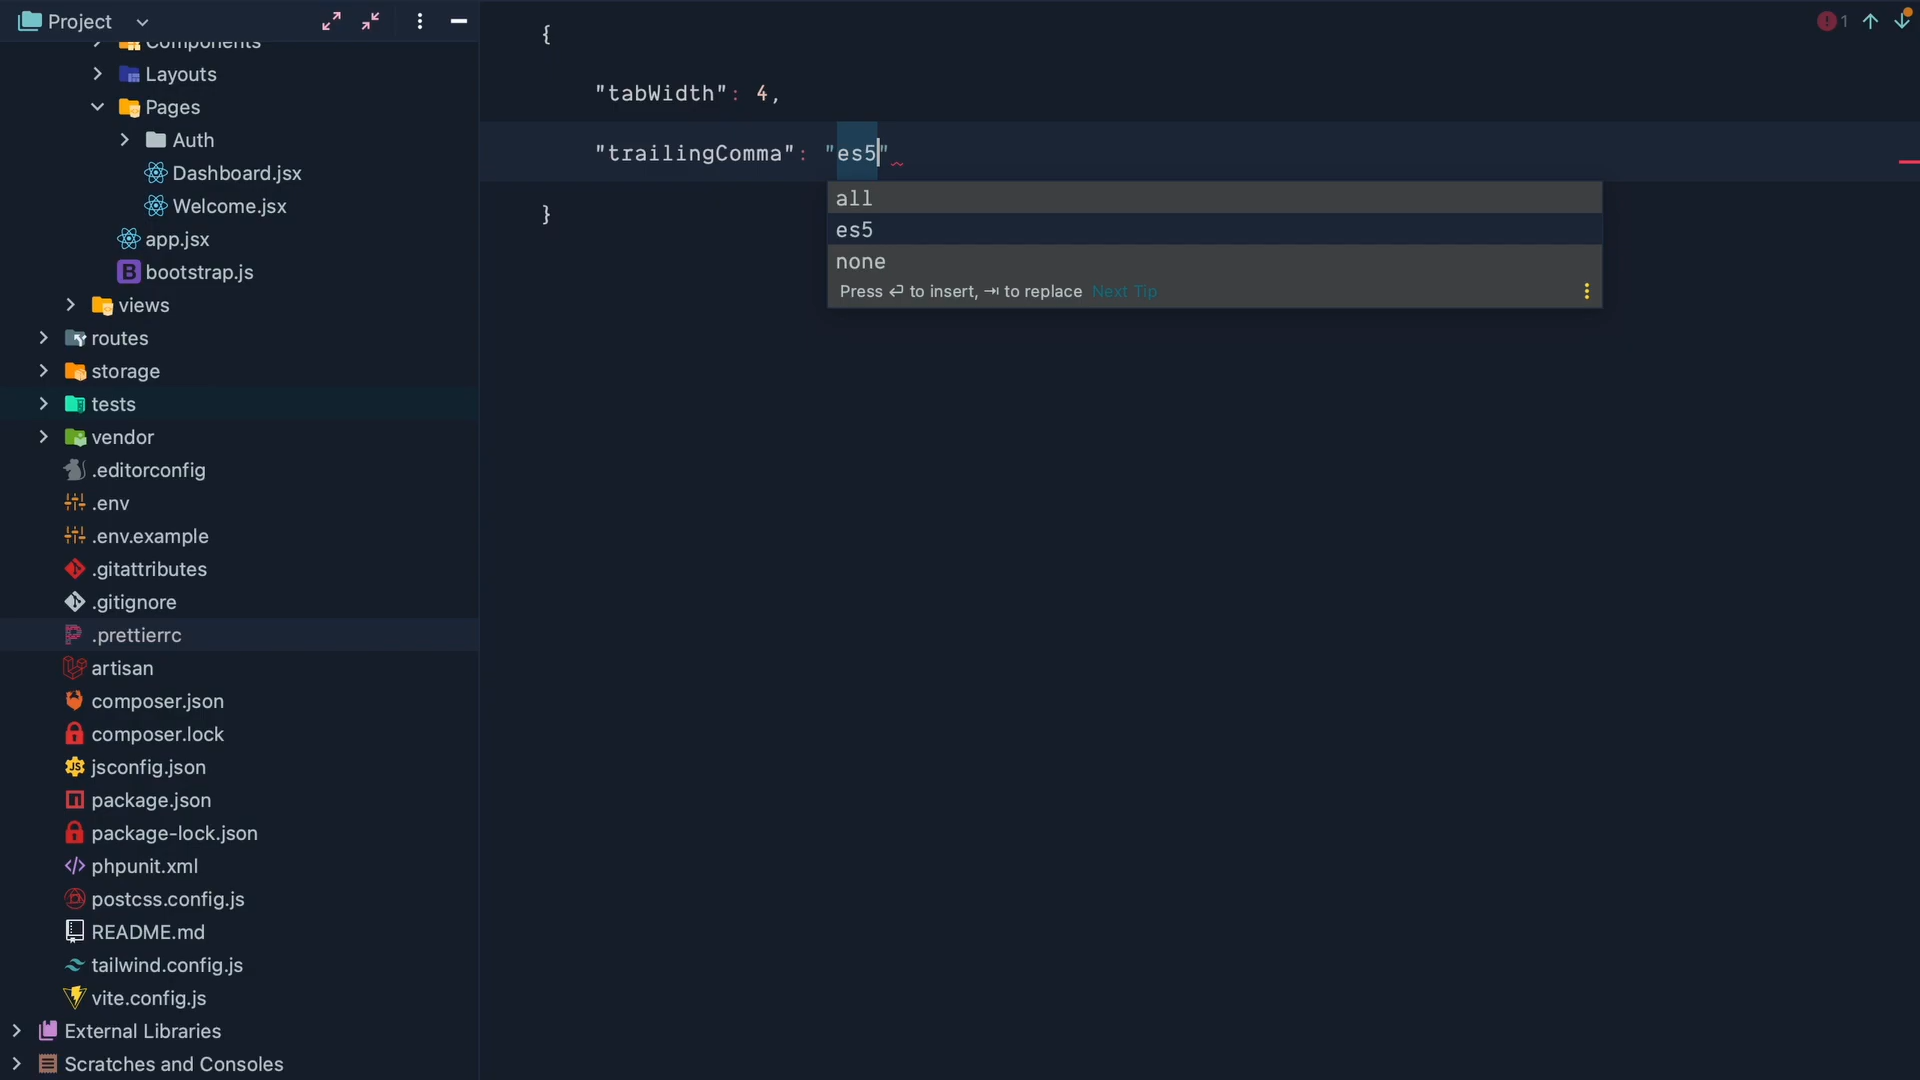 Project
Components
Layouts
Pages
Auth
Dashboard.jsx
Welcome.jsx
app.jsx
bootstrap.js
views
routes
storage
tests
vendor
.editorconfig
.env
.env.example
.gitattributes
.gitignore
.prettierrc
artisan
composer.json
composer.lock
jsconfig.json
package.json
package-lock.json
phpunit.xml
postcss.config.js
README.md
tailwind.config.js
vite.config.js
External Libraries
Scratches and Consoles
{
"tabWidth": 4,
"trailingComma": "es5"
}
all
es5
none
Press ↵ to insert, ⇥ to replace Next Tip
1